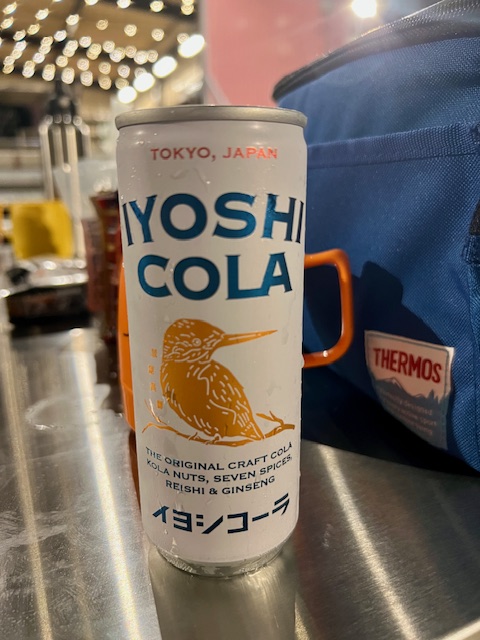 TOKYO, JAPAN
IYOSHI
COLA
THE ORIGINAL CRAFT COLA
KOLA NUTS, SEVEN SPICES,
REISHI & GINSENG
イヨシコーラ
THERMOS